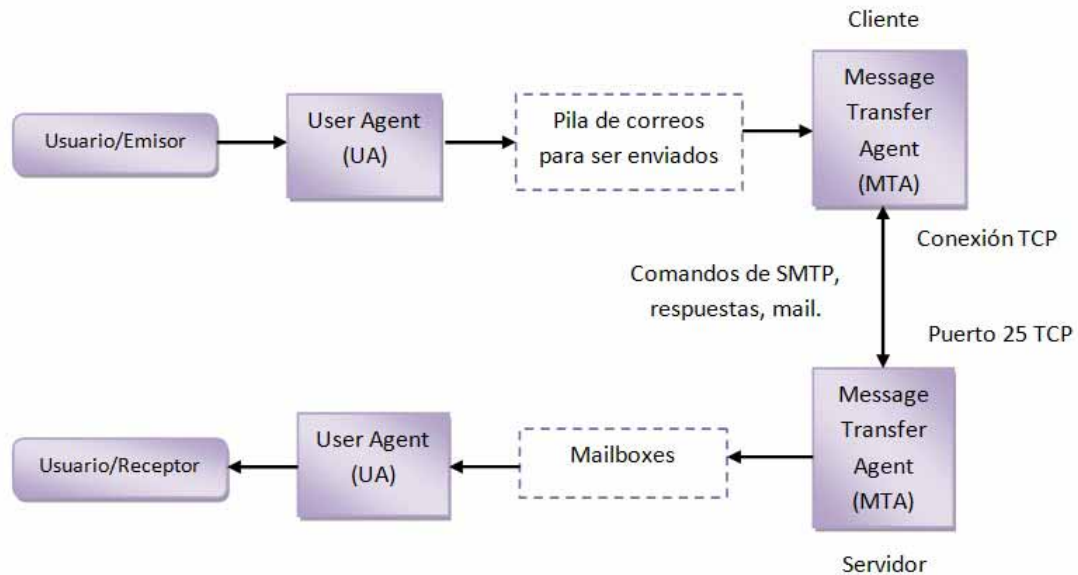 Cliente
Usuario/Emisor
User Agent
(UA)
Pila de correos
para ser enviados
Message
Transfer
Agent
(MTA)
Conexión TCP
Comandos de SMTP,
respuestas, mail.
Puerto 25 TCP
Usuario/Receptor
User Agent
(UA)
Mailboxes
Message
Transfer
Agent
(MTA)
Servidor